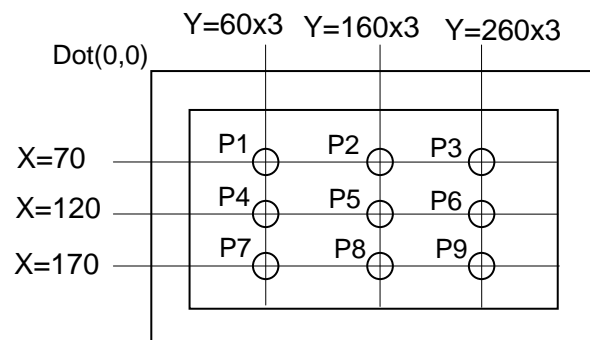 Y=60x3 Y=160x3 Y=260x3
Dot(0,0)
P1 P2 P3
X=70
P4 P5 P6
X=120
P7 P8 P9
X=170